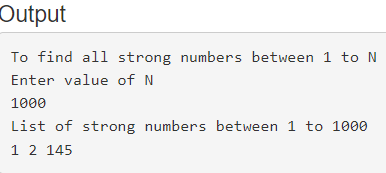 Output
To find all strong numbers between 1 to N
Enter value of N
1000
List of strong numbers between 1 to 1000
1 2 145